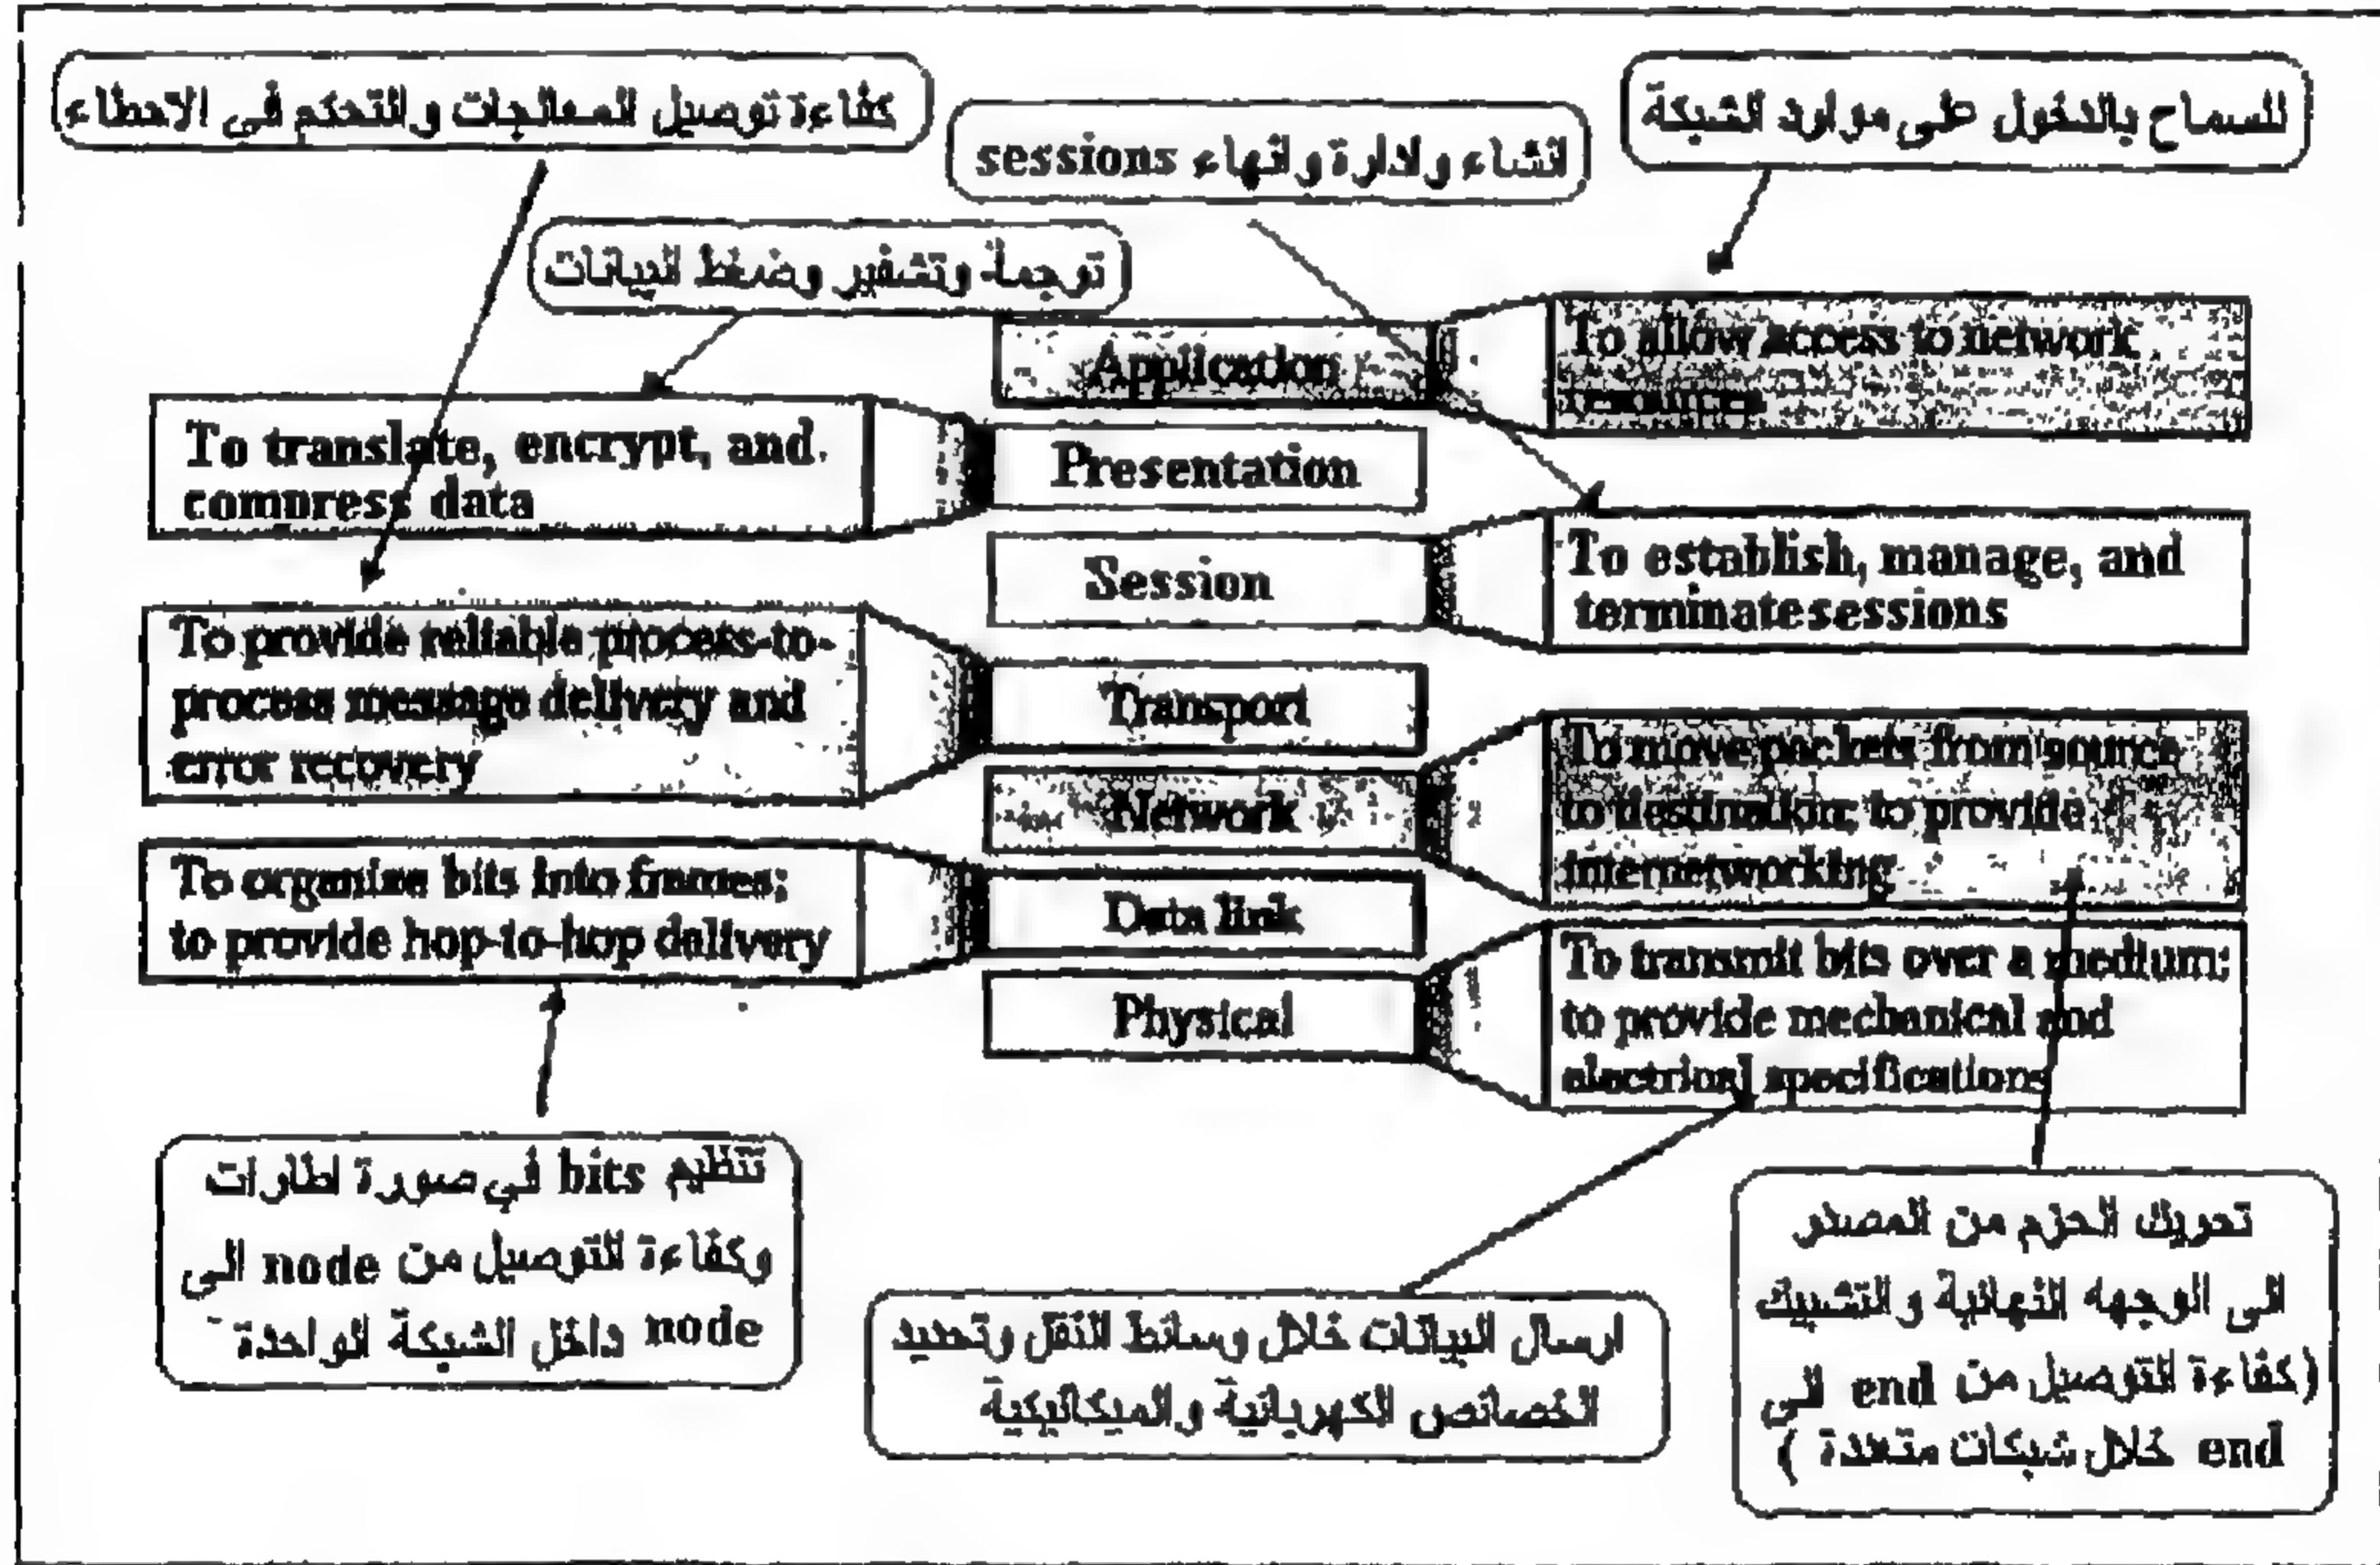 كفاءة توصيل المعالجات والتحكم في الاخطاء
انشاء وادارة وانهاء sessions
للسماح بالدخول على موارد الشبكة
ترجمة وتشفير وضغط البيانات
Application
To allow access to network
resources
To translate, encrypt, and
compress data
Presentation
Session
To establish, manage, and
terminate sessions
To provide reliable process-to-
process message delivery and
error recovery
Transport
Network
To move packets from source
to destination; to provide
internetworking
To organize bits into frames;
to provide hop-to-hop delivery
Data link
Physical
To transmit bits over a medium;
to provide mechanical and
electrical specifications
تنظيم bits في صورة اطارات
وكفاءة التوصيل من node الى
node داخل الشبكة الواحدة
ارسال البيانات خلال وسائط النقل وتحديد
الخصائص الكهربائية والميكانيكية
تحريك الحزم من المصدر
الى الوجهه النهائية والتشبيك
(كفاءة التوصيل من end الى
end خلال شبكات متعددة )